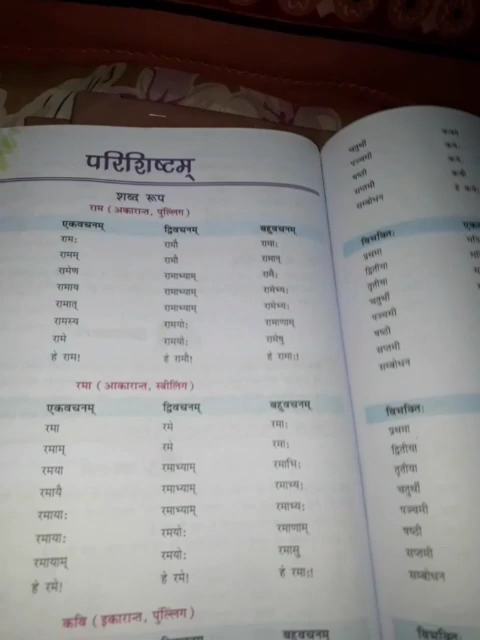 परिशिष्टम्
शब्द रूप
राम ( अकारान्त, पुंल्लिग )
एकवचनम् द्विवचनम् बहुवचनम्
रामः रामौ रामाः
रामम् रामौ रामान्
रामेण रामाभ्याम् रामैः
रामाय रामाभ्याम् रामेभ्यः
रामात् रामाभ्याम् रामेभ्यः
रामस्य रामयोः रामाणाम्
रामे रामयोः रामेषु
हे राम! हे रामौ! हे रामाः!
रमा ( आकारान्त, स्त्रीलिंग )
एकवचनम् द्विवचनम् बहुवचनम्
रमा रमे रमाः
रमाम् रमे रमाः
रमया रमाभ्याम् रमाभिः
रमायै रमाभ्याम् रमाभ्यः
रमायाः रमाभ्याम् रमाभ्यः
रमायाः रमयोः रमाणाम्
रमायाम् रमयोः रमासु
हे रमे! हे रमे! हे रमाः!
कवि ( इकारान्त, पुंल्लिग )
चतुर्थी
पञ्चमी
षष्ठी
सप्तमी
सम्बोधन
विभक्तिः
प्रथमा
द्वितीया
तृतीया
चतुर्थी
पञ्चमी
षष्ठी
सप्तमी
सम्बोधन
विभक्तिः
प्रथमा
द्वितीया
तृतीया
चतुर्थी
पञ्चमी
षष्ठी
सप्तमी
सम्बोधन